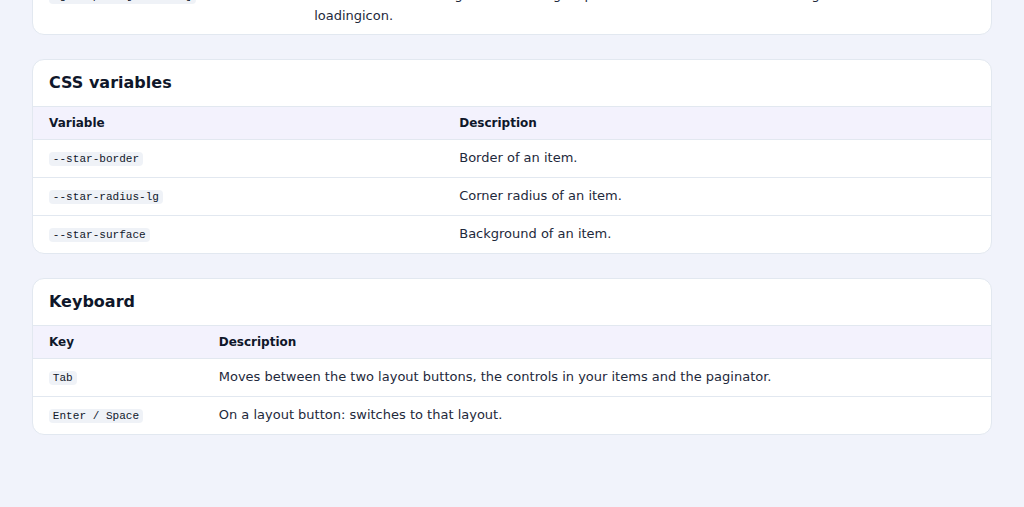 loadingicon.
CSS variables
Variable Description
--star-border Border of an item.
--star-radius-lg Corner radius of an item.
--star-surface Background of an item.
Keyboard
Key Description
Tab Moves between the two layout buttons, the controls in your items and the paginator.
Enter / Space On a layout button: switches to that layout.